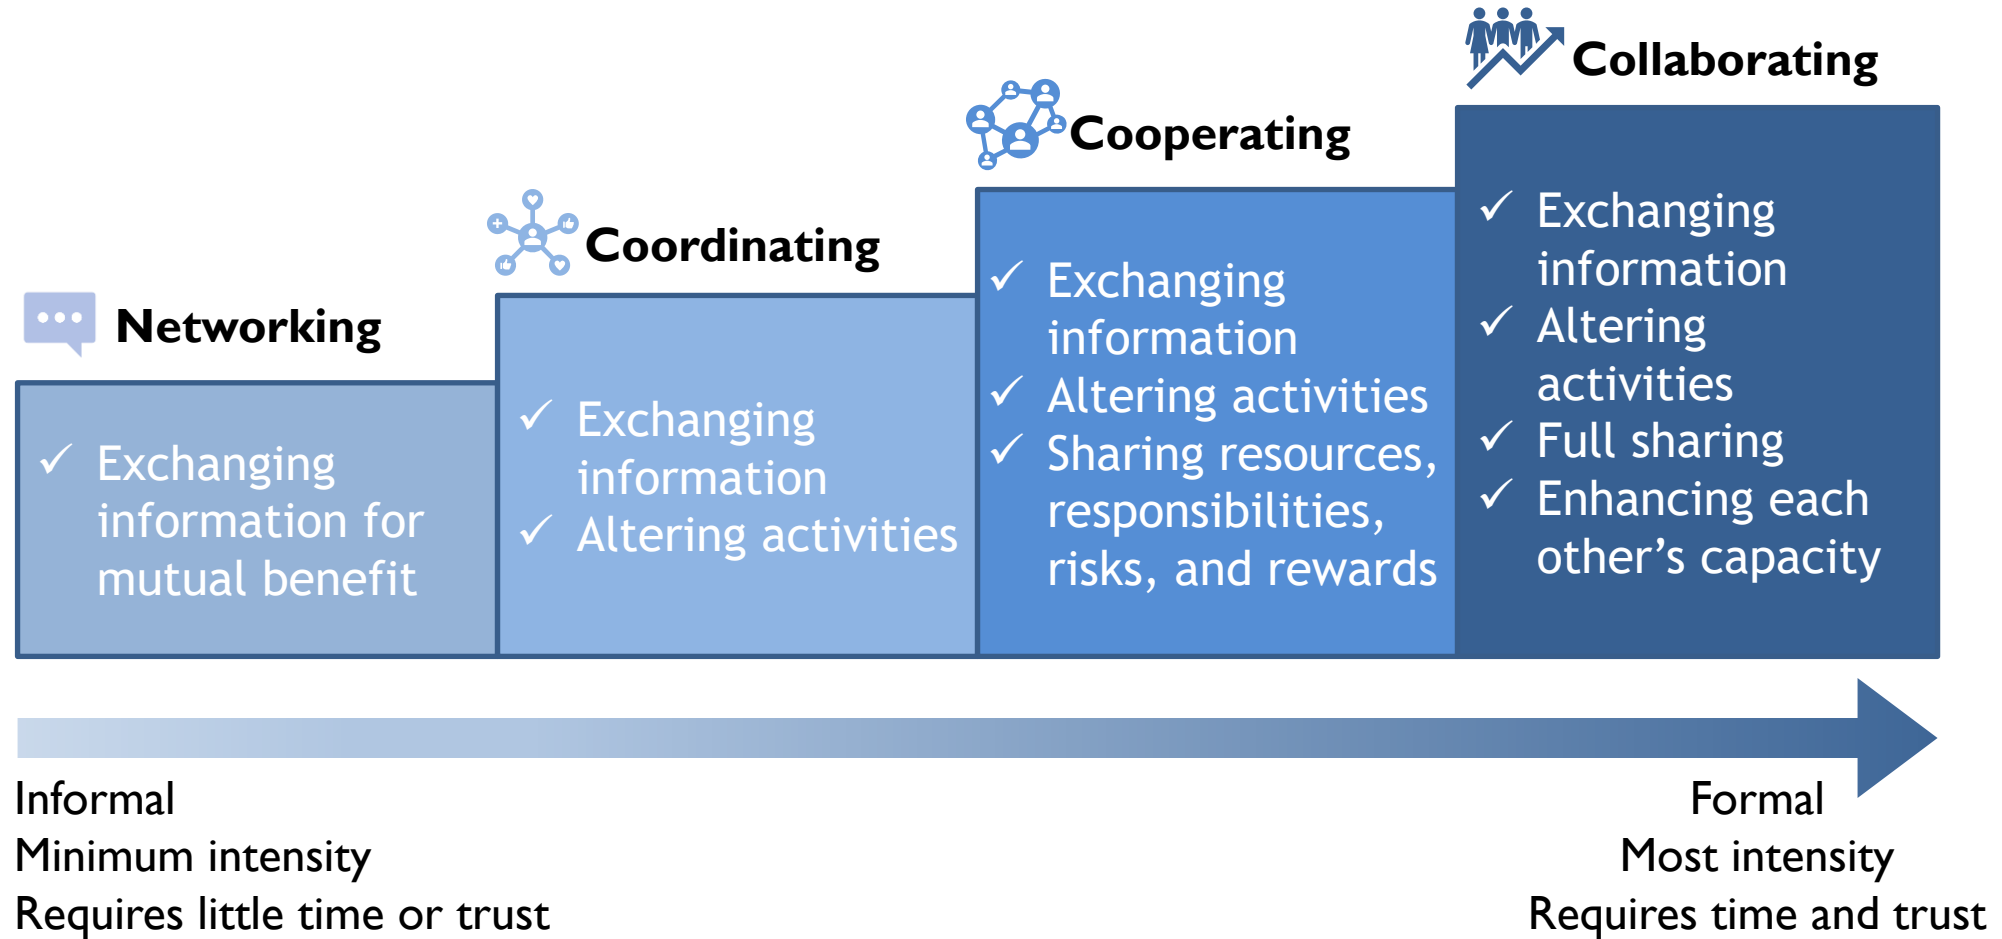 Networking
✓ Exchanging
information for
mutual benefit
Coordinating
✓ Exchanging
information
✓ Altering activities
Cooperating
✓ Exchanging
information
✓ Altering activities
✓ Sharing resources,
responsibilities,
risks, and rewards
Collaborating
✓ Exchanging
information
✓ Altering
activities
✓ Full sharing
✓ Enhancing each
other’s capacity
Informal
Minimum intensity
Requires little time or trust
Formal
Most intensity
Requires time and trust